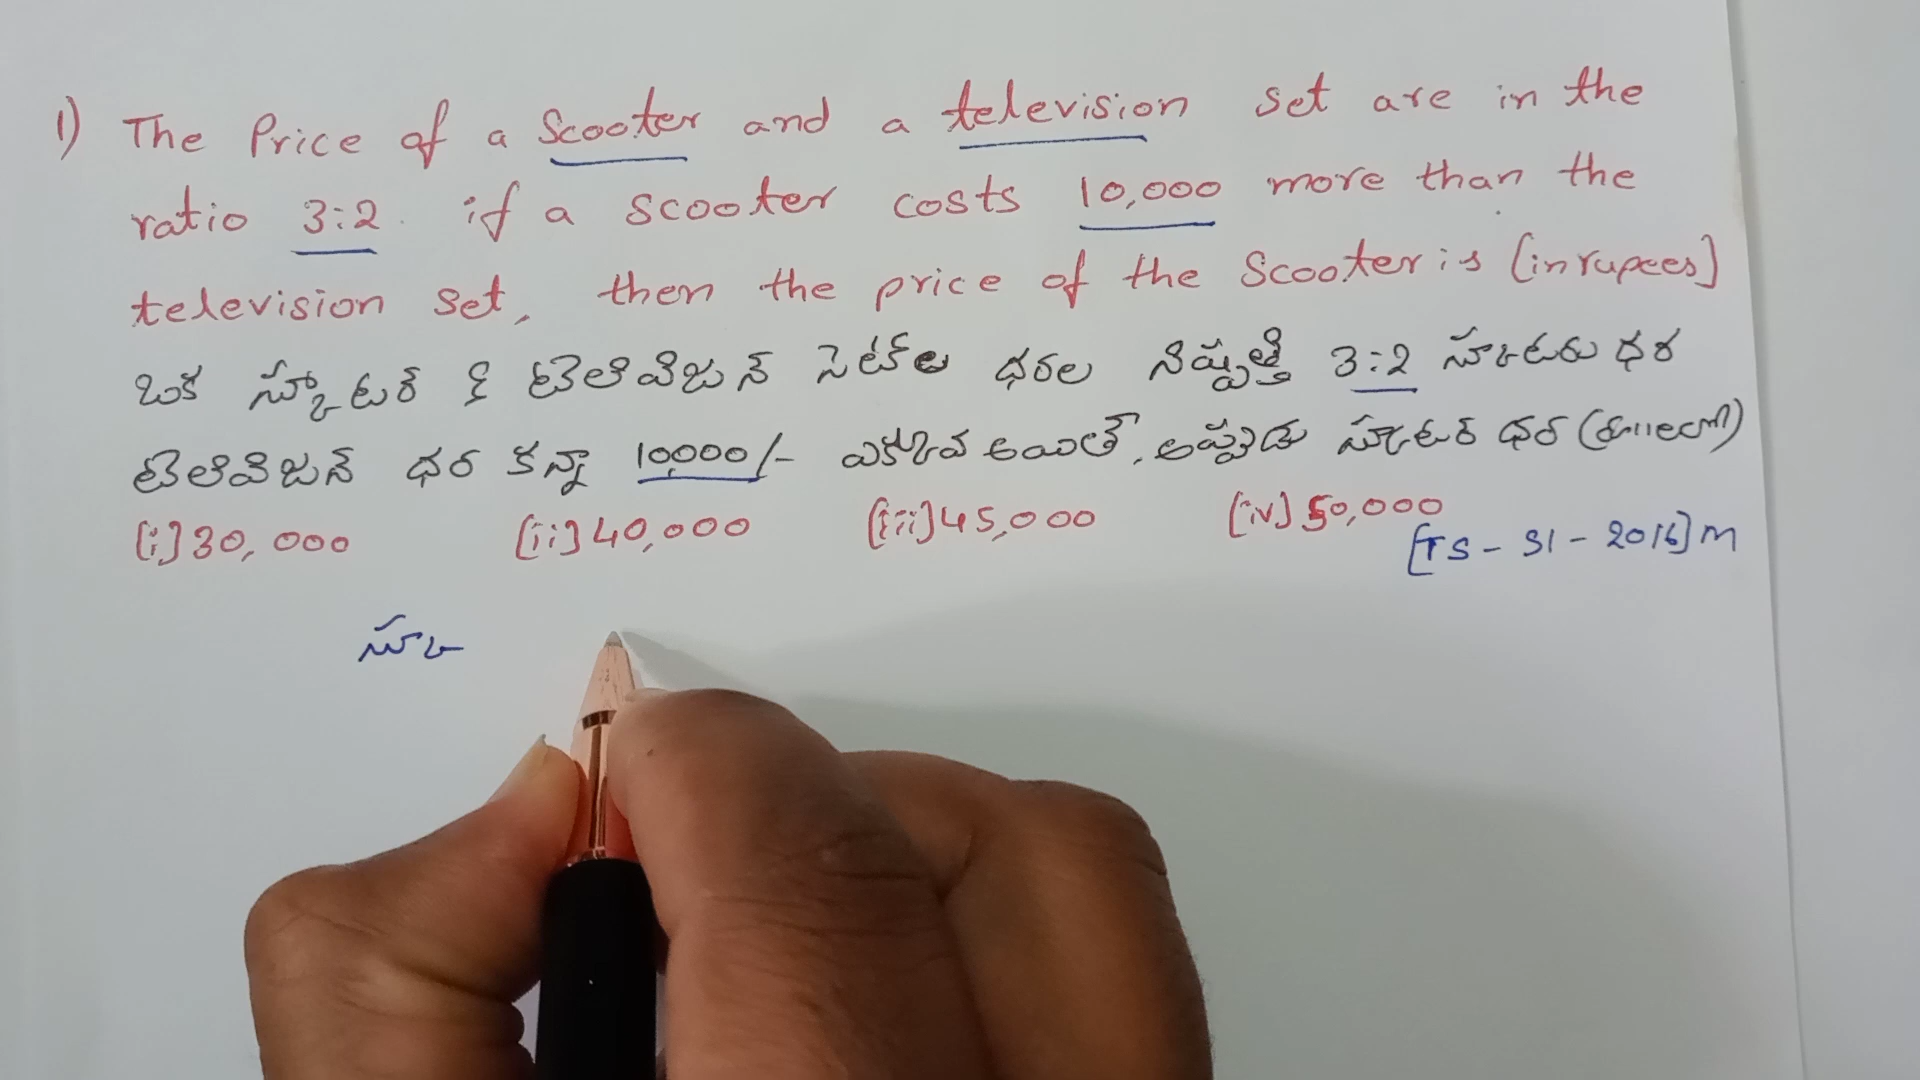 1) The Price of a Scooter and a television set are in the
ratio 3:2. if a scooter costs 10,000 more than the
television set, then the price of the Scooter is [in rupees]
ఒక స్కూటర్ & టెలివిజన్ సెట్‌ల ధరల నిష్పత్తి 3:2 స్కూటరు ధర
టెలివిజన్ ధర కన్నా 10,000/- ఎక్కువ అయితే, అప్పుడు స్కూటర్ ధర (రూ॥లలో)
[i] 30,000 [ii] 40,000 [iii] 45,000 [iv] 50,000
[TS - SI - 2016] m
స్కూ